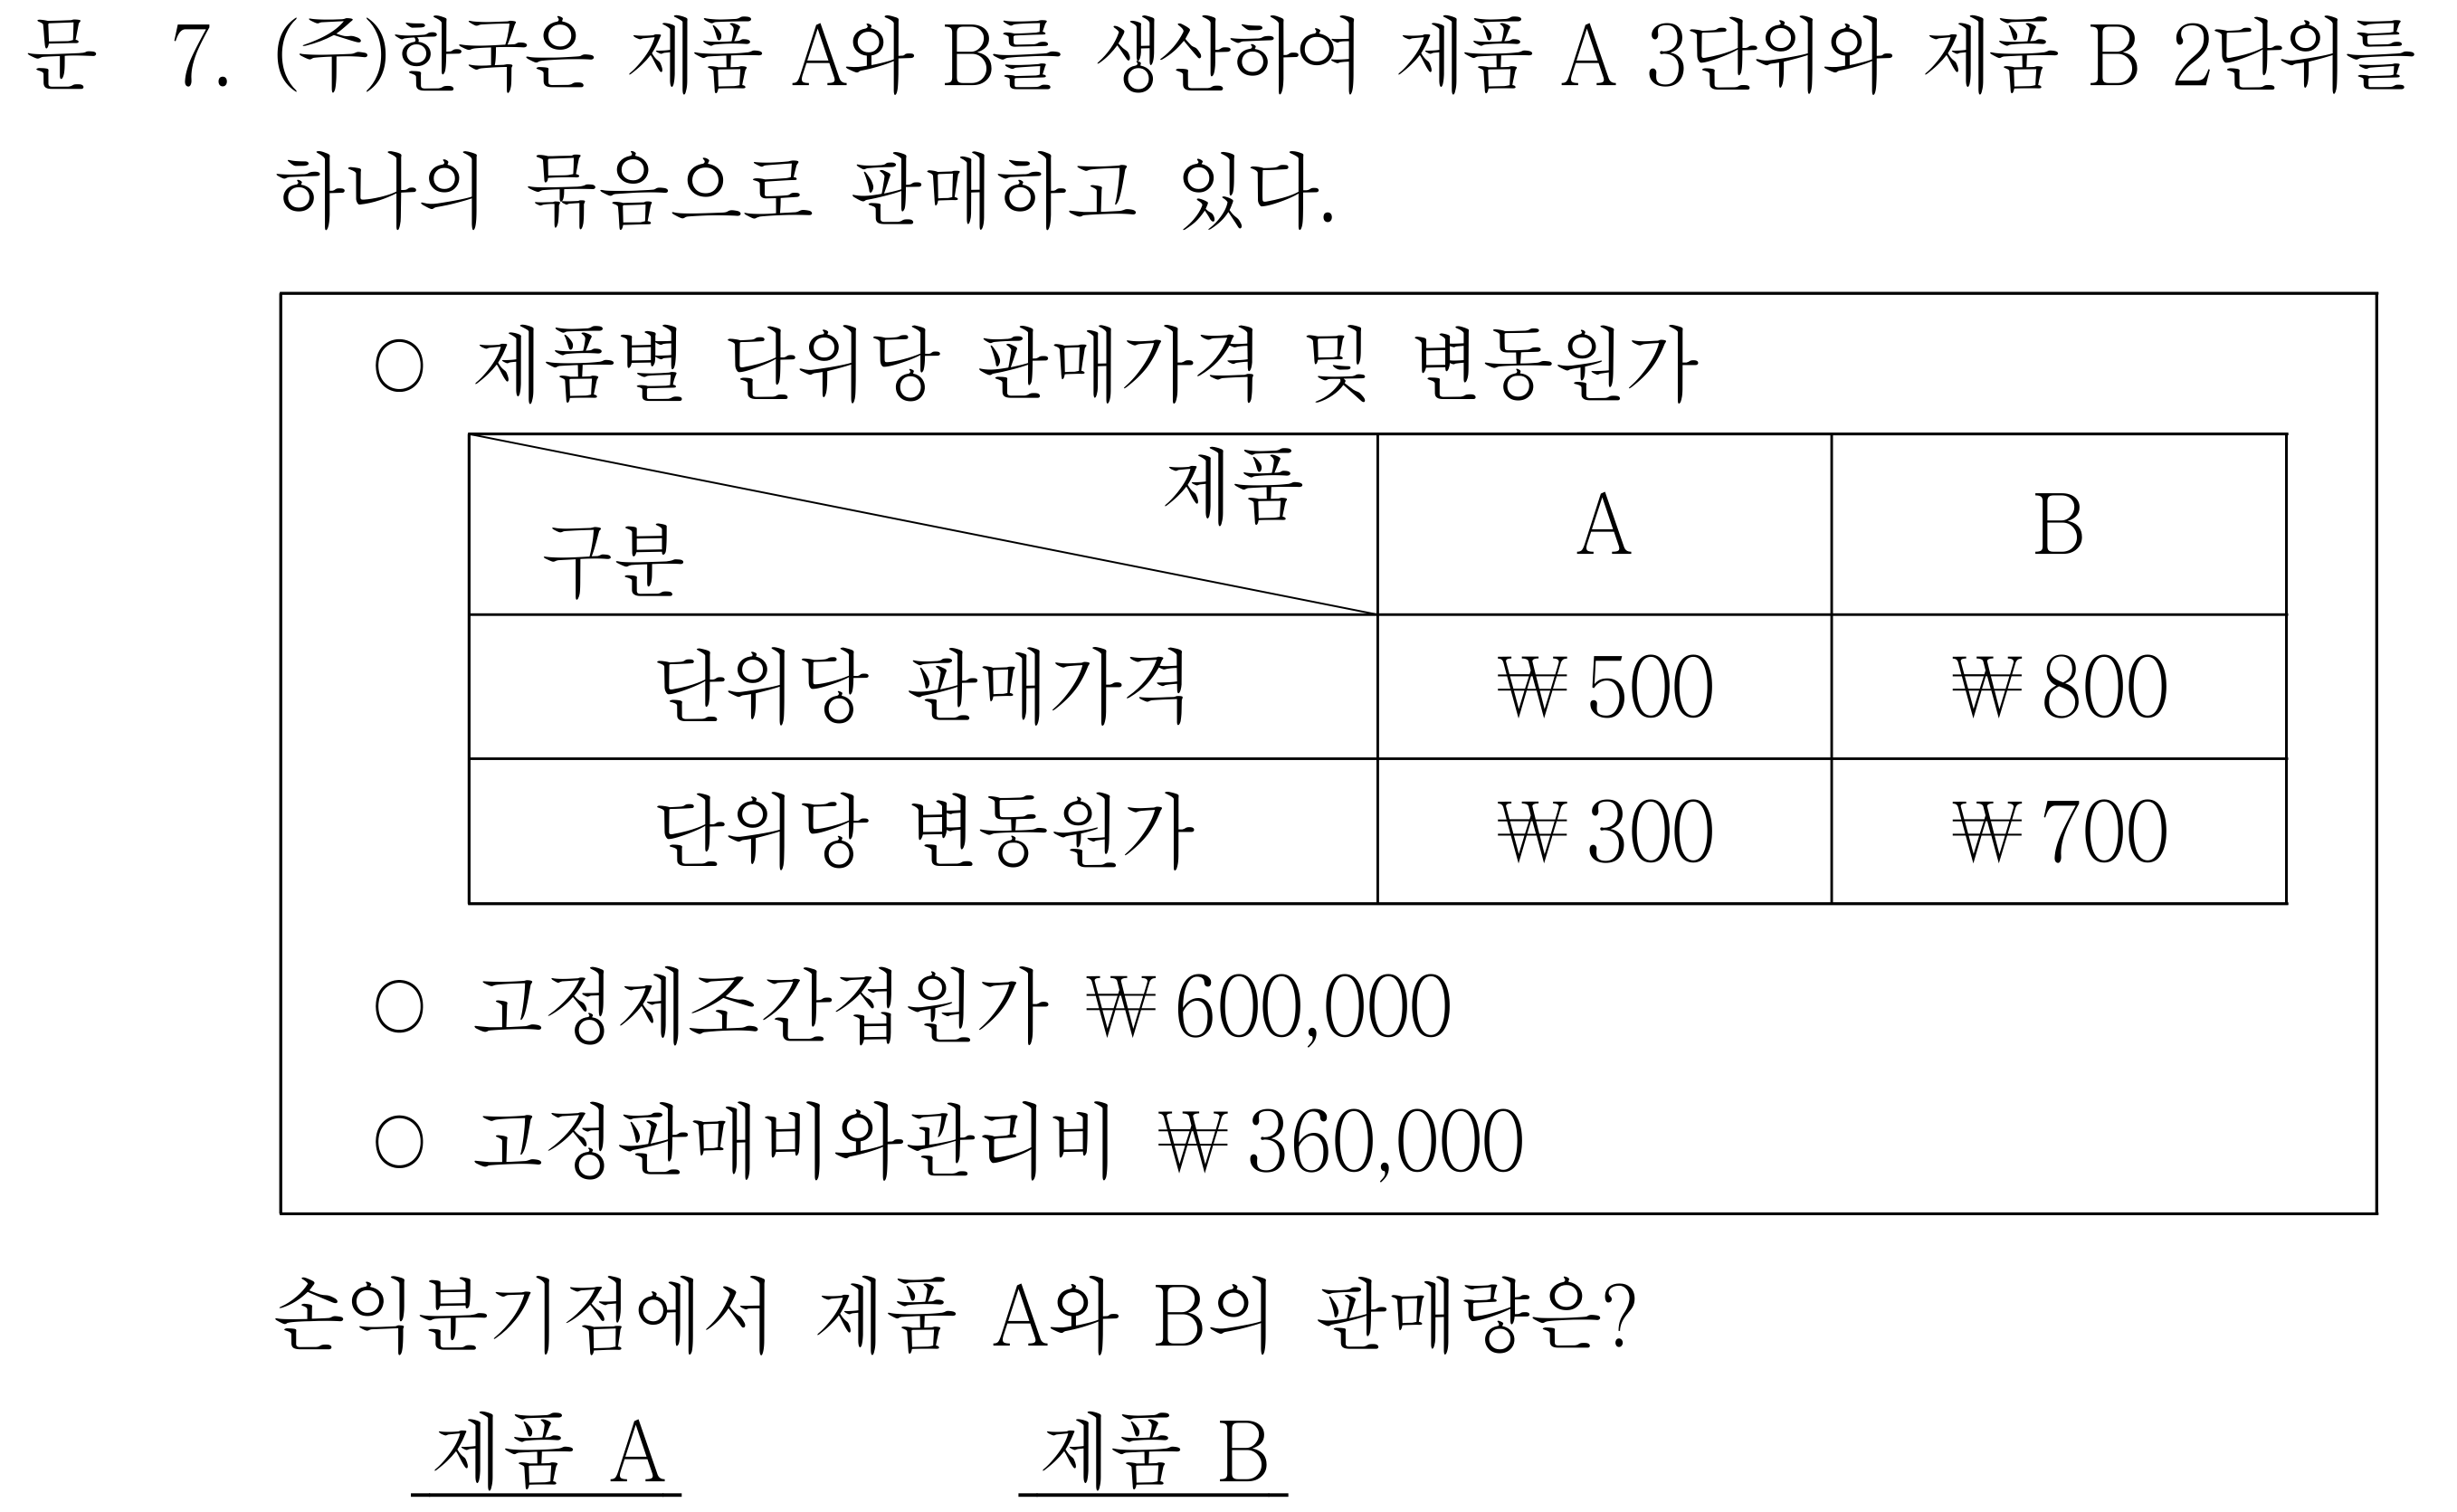 문 7. (주)한국은 제품 A와 B를 생산하여 제품 A 3단위와 제품 B 2단위를
하나의 묶음으로 판매하고 있다.
○ 제품별 단위당 판매가격 및 변동원가
제품
구분
A
B
단위당 판매가격 ₩500 ₩800
단위당 변동원가 ₩300 ₩700
○ 고정제조간접원가 ₩600,000
○ 고정판매비와관리비 ₩360,000
손익분기점에서 제품 A와 B의 판매량은?
제품 A 제품 B